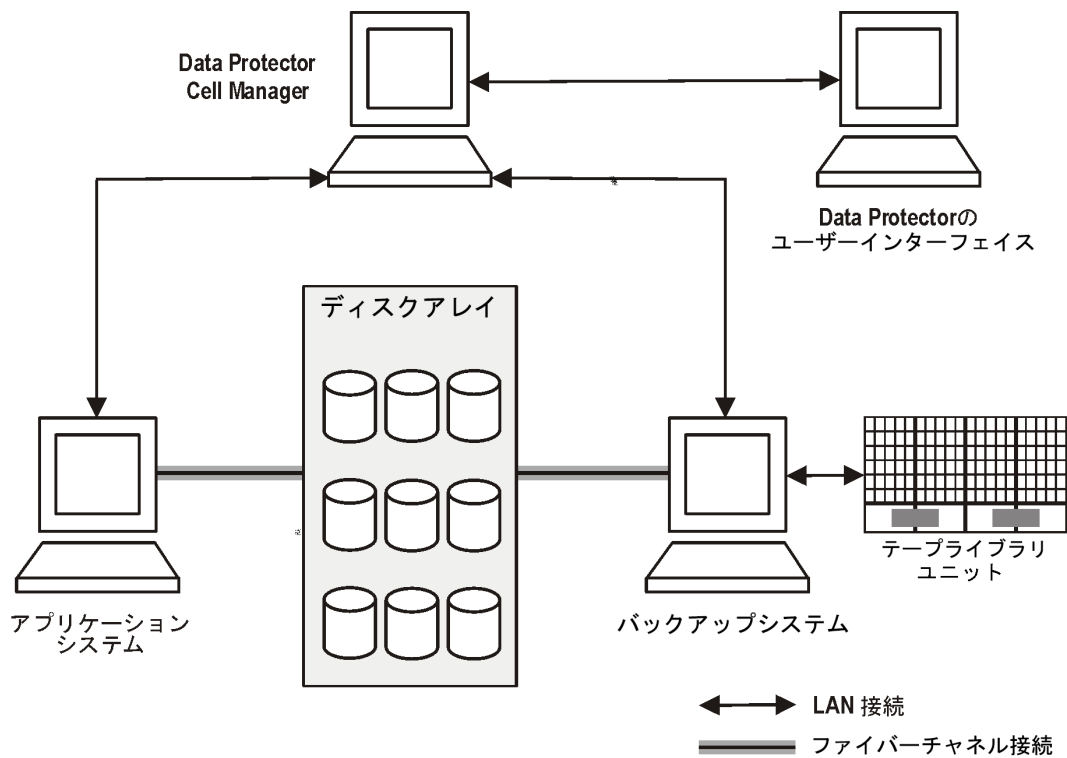 Data Protector
Cell Manager
Data Protectorの
ユーザーインターフェイス
ディスクアレイ
アプリケーション
システム
バックアップシステム
テープライブラリ
ユニット
LAN 接続
ファイバーチャネル接続